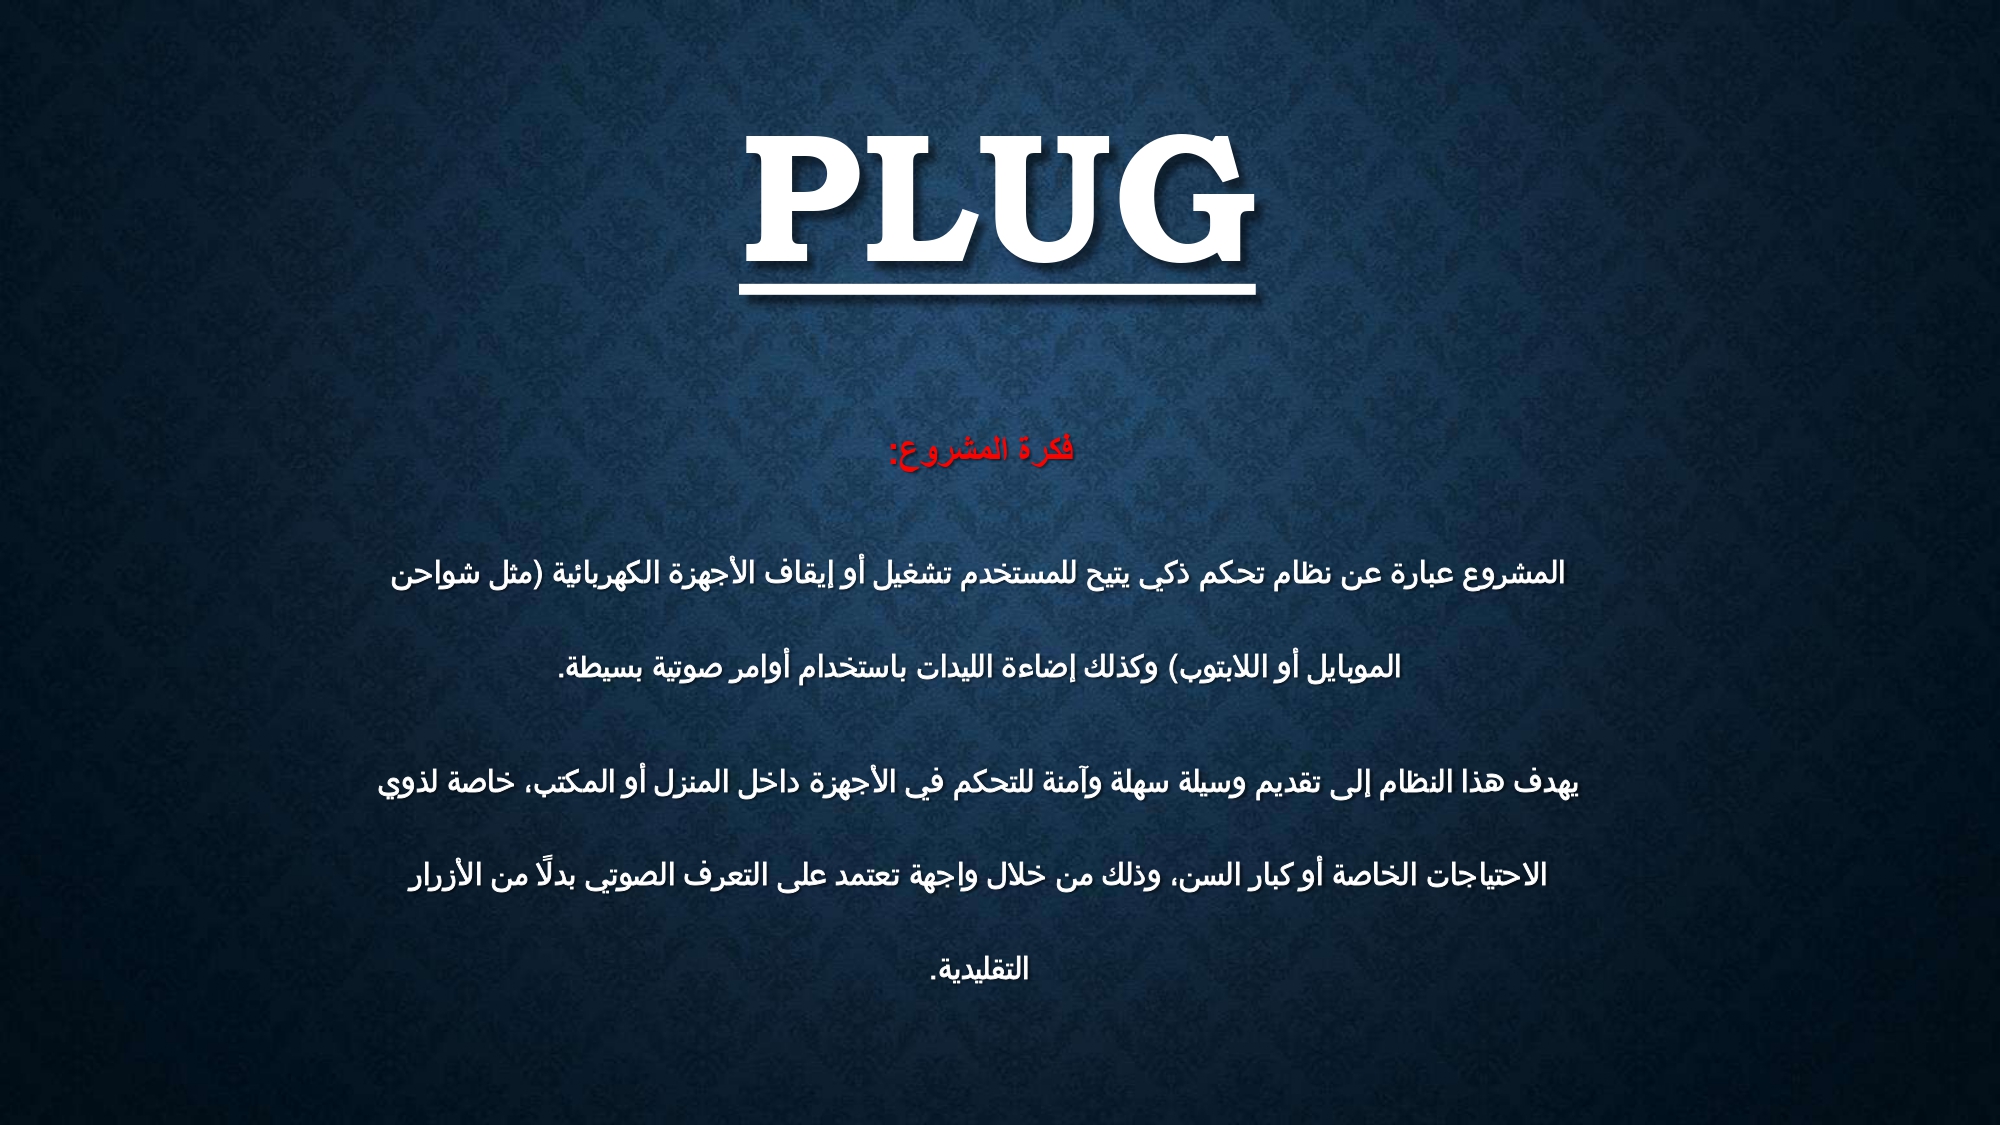 PLUG
فكرة المشروع:
المشروع عبارة عن نظام تحكم ذكي يتيح للمستخدم تشغيل أو إيقاف الأجهزة الكهربائية (مثل شواحن
الموبايل أو اللابتوب) وكذلك إضاءة الليدات باستخدام أوامر صوتية بسيطة.
يهدف هذا النظام إلى تقديم وسيلة سهلة وآمنة للتحكم في الأجهزة داخل المنزل أو المكتب، خاصة لذوي
الاحتياجات الخاصة أو كبار السن، وذلك من خلال واجهة تعتمد على التعرف الصوتي بدلًا من الأزرار
التقليدية.